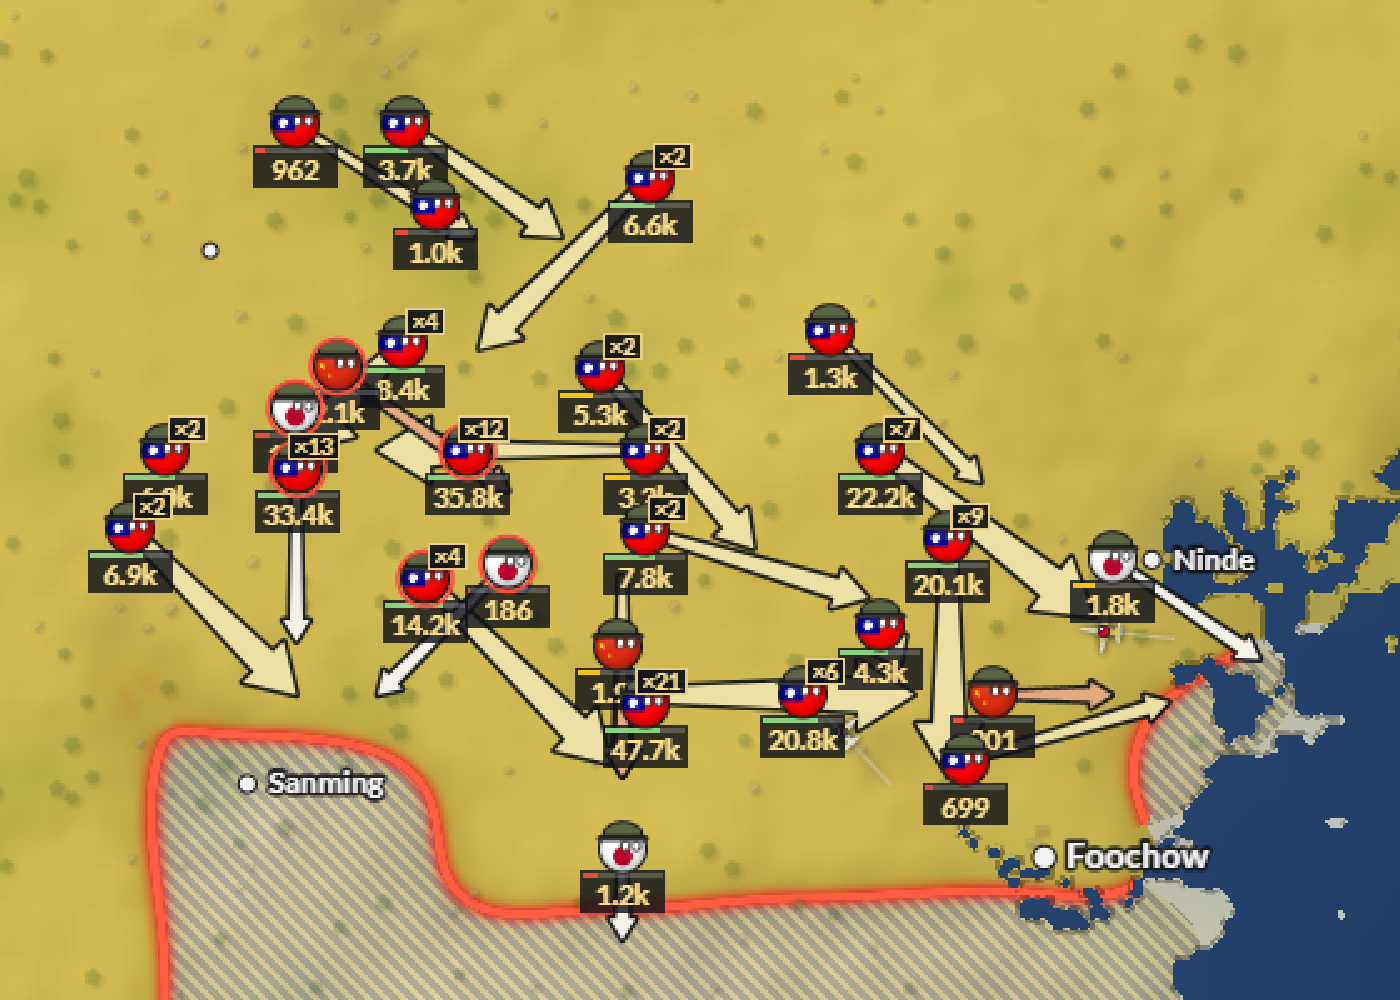 962
3.7k
x2
6.6k
1.0k
x4
8.4k
1.3k
x2
5.3k
.1k
x2
x13
33.4k
x12
35.8k
x2
x7
22.2k
x2
6.9k
x2
7.8k
x9
20.1k
Ninde
1.8k
x4
14.2k
186
4.3k
x21
47.7k
x6
20.8k
699
Sanming
Foochow
1.2k